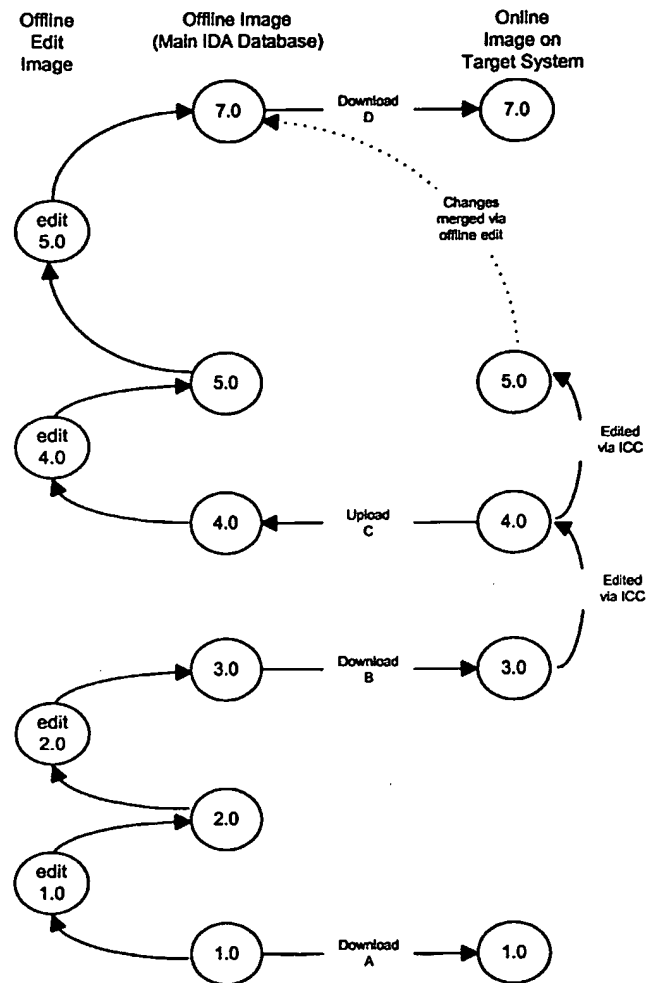 Offline
Edit
Image
Offline Image
(Main IDA Database)
Online
Image on
Target System
7.0
Download
D
7.0
Changes
merged via
offline edit
edit
5.0
5.0
5.0
Edited
via ICC
edit
4.0
4.0
Upload
C
4.0
Edited
via ICC
3.0
Download
B
3.0
edit
2.0
2.0
edit
1.0
1.0
Download
A
1.0